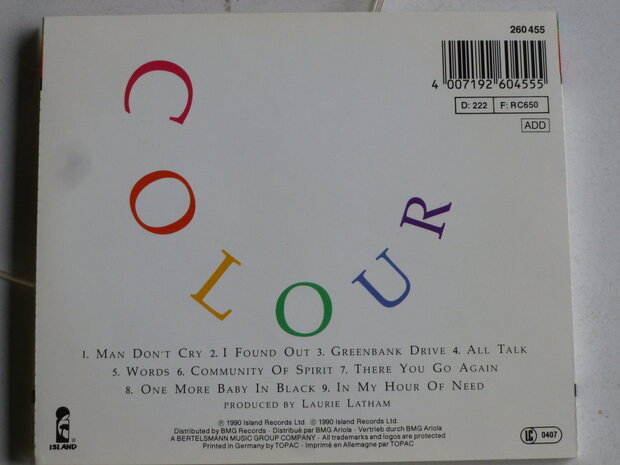 260 455
4 007192 604555
D: 222 F: RC650
ADD
COLOUR
1. MAN DON'T CRY 2. I FOUND OUT 3. GREENBANK DRIVE 4. ALL TALK
5. WORDS 6. COMMUNITY OF SPIRIT 7. THERE YOU GO AGAIN
8. ONE MORE BABY IN BLACK 9. IN MY HOUR OF NEED
PRODUCED BY LAURIE LATHAM
℗ 1990 Island Records Ltd. © 1990 Island Records Ltd.
Distributed by BMG Records · Distribué par BMG Ariola · Vertrieb durch BMG Ariola
A BERTELSMANN MUSIC GROUP COMPANY · All trademarks and logos are protected
Printed in Germany by TOPAC · Imprimé en Allemagne par TOPAC
ISLAND
LC 0407